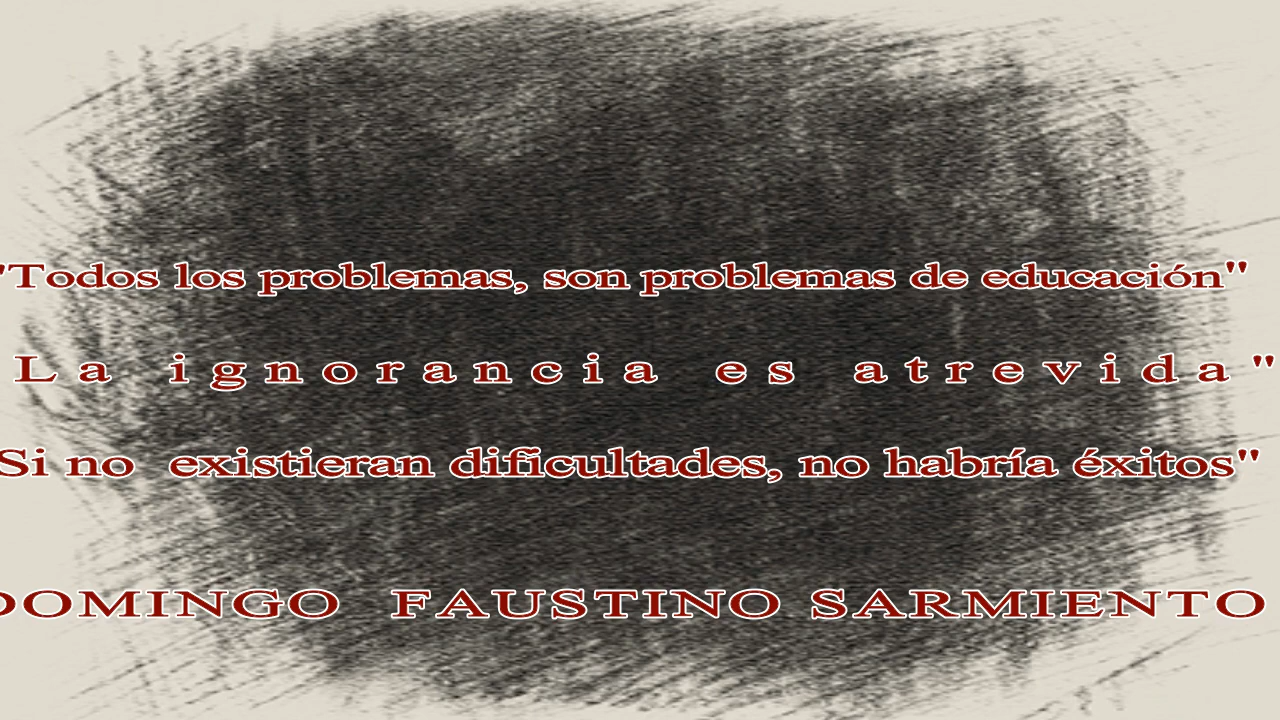 "Todos los problemas, son problemas de educación"
La ignorancia es atrevida"
Si no existieran dificultades, no habría éxitos"
DOMINGO FAUSTINO SARMIENTO